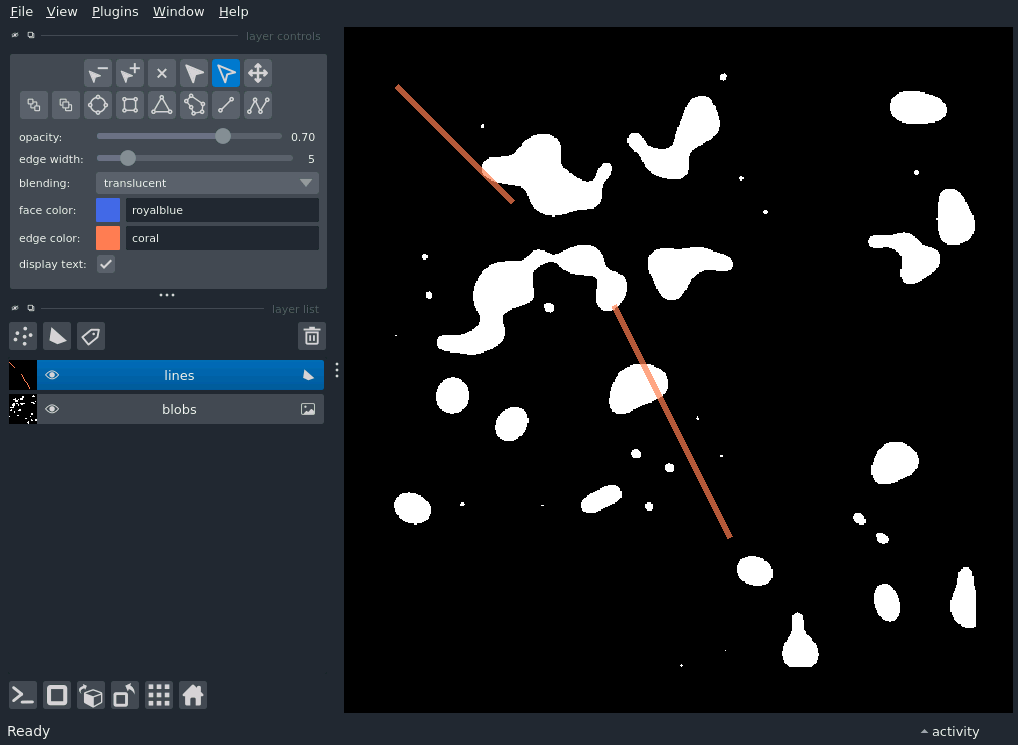 File View Plugins Window Help
layer controls
opacity: 0.70
edge width: 5
blending: translucent
face color: royalblue
edge color: coral
display text:
layer list
lines
blobs
Ready activity